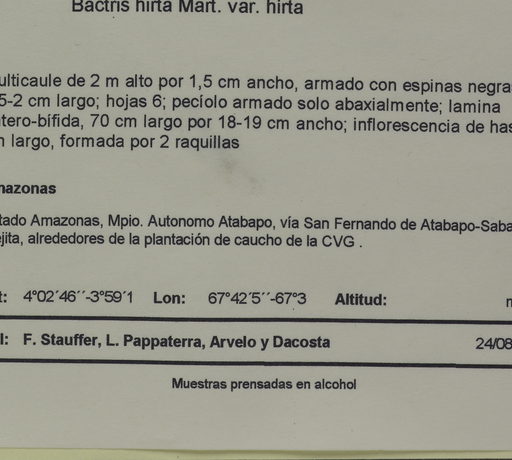 Bactris hirta Mart. var. hirta
ulticaule de 2 m alto por 1,5 cm ancho, armado con espinas negra
5-2 cm largo; hojas 6; pecíolo armado solo abaxialmente; lamina
tero-bífida, 70 cm largo por 18-19 cm ancho; inflorescencia de has
largo, formada por 2 raquillas
mazonas
tado Amazonas, Mpio. Autonomo Atabapo, vía San Fernando de Atabapo-Saba
ejita, alrededores de la plantación de caucho de la CVG .
t: 4°02´46´´-3°59´1 Lon: 67°42´5´´-67°3 Altitud:
l: F. Stauffer, L. Pappaterra, Arvelo y Dacosta 24/08
Muestras prensadas en alcohol